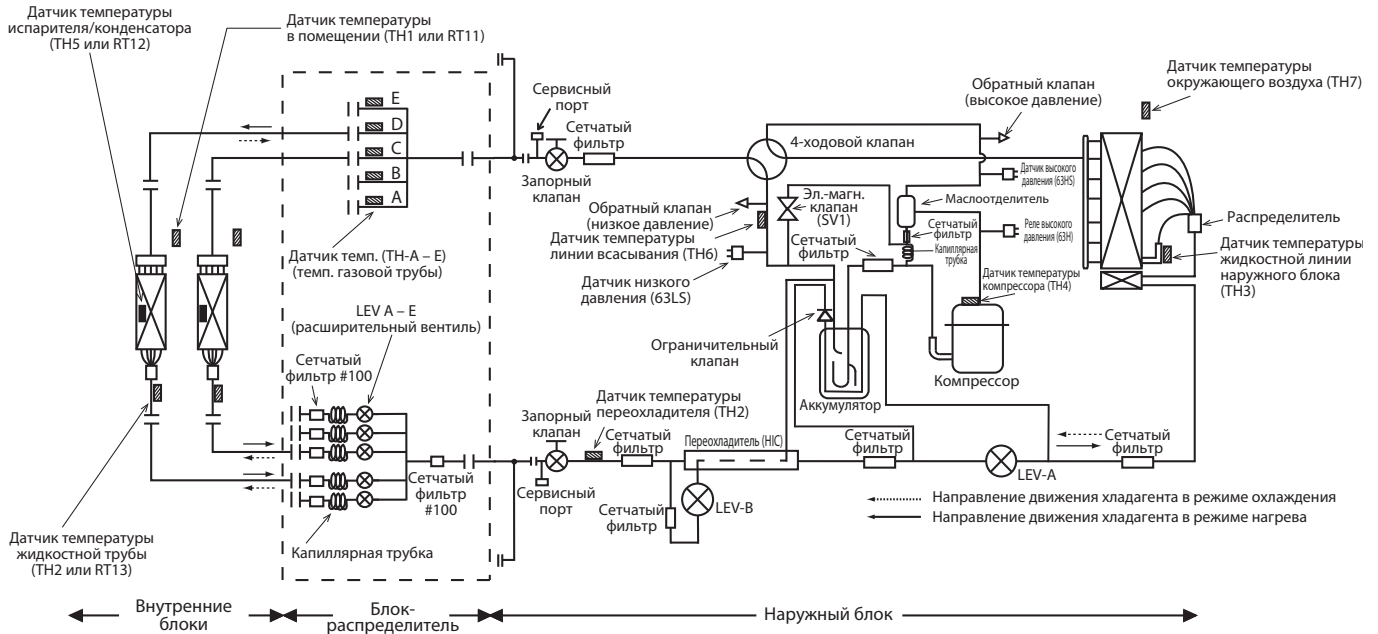 Датчик температуры
испарителя/конденсатора
(TH5 или RT12)
Датчик температуры
в помещении (TH1 или RT11)
E
D
C
B
A
Датчик темп. (TH-A – E)
(темп. газовой трубы)
LEV A – E
(расширительный вентиль)
Сетчатый
фильтр #100
Сетчатый
фильтр
#100
Капиллярная трубка
Датчик температуры
жидкостной трубы
(TH2 или RT13)
Сервисный
порт
Сетчатый
фильтр
Запорный
клапан
4-ходовой клапан
Обратный клапан
(высокое давление)
Датчик температуры
окружающего воздуха (TH7)
Датчик высокого
давления (63HS)
Эл.-магн.
клапан
(SV1)
Маслоотделитель
Обратный клапан
(низкое давление)
Датчик температуры
линии всасывания (TH6)
Сетчатый
фильтр
Сетчатый
фильтр
Капиллярная
трубка
Реле высокого
давления (63H)
Распределитель
Датчик температуры
жидкостной линии
наружного блока
(TH3)
Датчик низкого
давления (63LS)
Датчик температуры
компрессора (TH4)
Ограничительный
клапан
Компрессор
Аккумулятор
Датчик температуры
переохладителя (TH2)
Запорный
клапан
Сетчатый
фильтр
Переохладитель (HIC)
Сетчатый
фильтр
Сетчатый
фильтр
LEV-A
Сервисный
порт
Сетчатый
фильтр
LEV-B
Направление движения хладагента в режиме охлаждения
Направление движения хладагента в режиме нагрева
Внутренние
блоки
Блок-
распределитель
Наружный блок